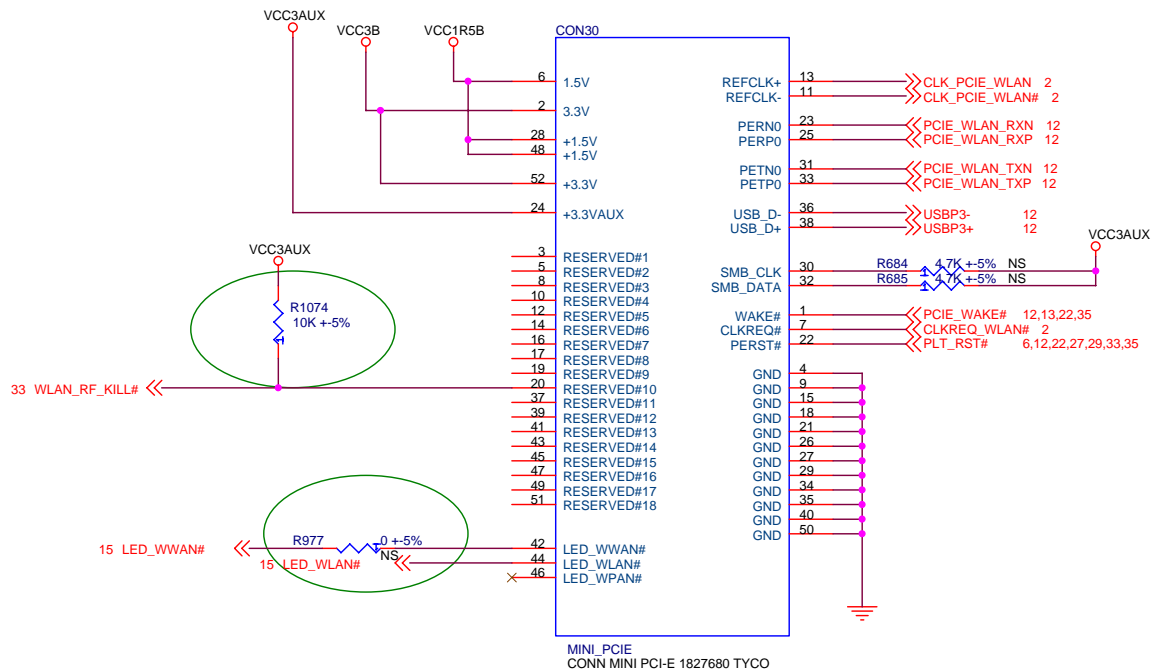 VCC3AUX
VCC3B
VCC1R5B
CON30
6 1.5V REFCLK+ 13 CLK_PCIE_WLAN 2
REFCLK- 11 CLK_PCIE_WLAN# 2
2 3.3V
PERN0 23 PCIE_WLAN_RXN 12
28 +1.5V PERP0 25 PCIE_WLAN_RXP 12
48 +1.5V
PETN0 31 PCIE_WLAN_TXN 12
52 +3.3V PETP0 33 PCIE_WLAN_TXP 12
24 +3.3VAUX USB_D- 36 USBP3- 12
USB_D+ 38 USBP3+ 12
VCC3AUX
VCC3AUX
3 RESERVED#1
5 RESERVED#2 SMB_CLK 30 R684 4.7K +-5% NS
8 RESERVED#3 SMB_DATA 32 R685 4.7K +-5% NS
10 RESERVED#4
R1074
10K +-5%
1
12 RESERVED#5 WAKE# 1 PCIE_WAKE# 12,13,22,35
14 RESERVED#6 CLKREQ# 7 CLKREQ_WLAN# 2
16 RESERVED#7 PERST# 22 PLT_RST# 6,12,22,27,29,33,35
17 RESERVED#8
19 RESERVED#9 GND 4
33 WLAN_RF_KILL# 20 RESERVED#10 GND 9
37 RESERVED#11 GND 15
39 RESERVED#12 GND 18
41 RESERVED#13 GND 21
43 RESERVED#14 GND 26
45 RESERVED#15 GND 27
47 RESERVED#16 GND 29
49 RESERVED#17 GND 34
51 RESERVED#18 GND 35
GND 40
GND 50
15 LED_WWAN# R977 1 0 +-5% 42 LED_WWAN#
NS
15 LED_WLAN# 44 LED_WLAN#
46 LED_WPAN#
MINI_PCIE
CONN MINI PCI-E 1827680 TYCO